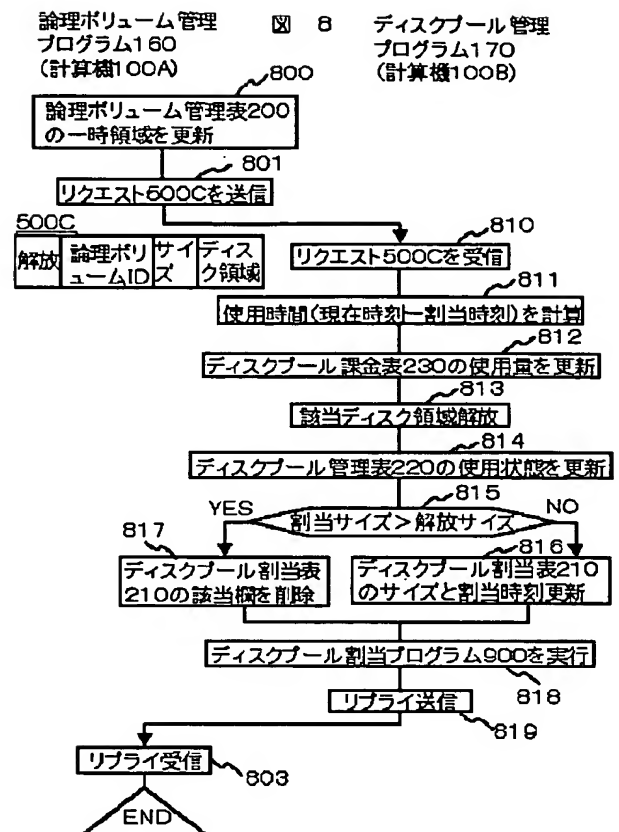 論理ボリューム管理
プログラム160
(計算機100A)
図 8
ディスクプール管理
プログラム170
(計算機100B)
800
論理ボリューム管理表200
の一時領域を更新
801
リクエスト500Cを送信
500C
解放
論理ボリ
ュームID
サイ
ズ
ディス
ク領域
810
リクエスト500Cを受信
811
使用時間(現在時刻ー割当時刻)を計算
812
ディスクプール課金表230の使用量を更新
813
該当ディスク領域解放
814
ディスクプール管理表220の使用状態を更新
815
YES
割当サイズ>解放サイズ
NO
817
ディスクプール割当表
210の該当欄を削除
816
ディスクプール割当表210
のサイズと割当時刻更新
ディスクプール割当プログラム900を実行
818
リプライ送信
819
リプライ受信
803
END